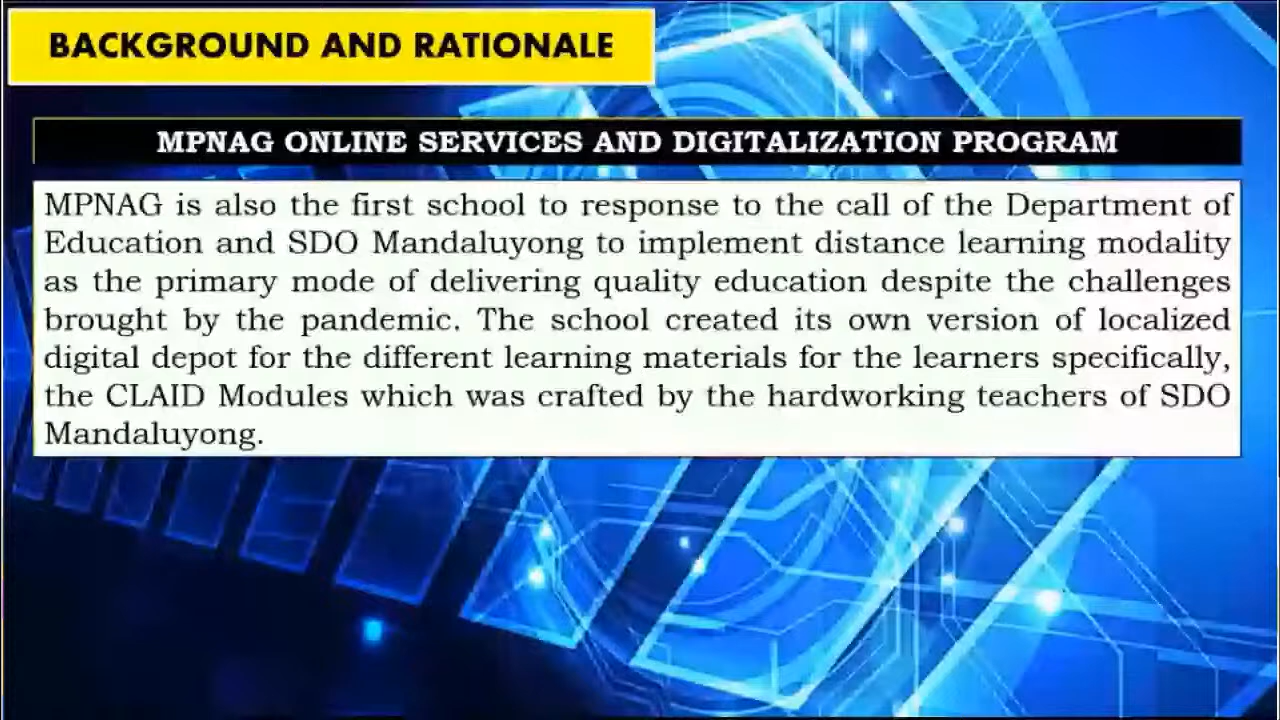 BACKGROUND AND RATIONALE
MPNAG ONLINE SERVICES AND DIGITALIZATION PROGRAM
MPNAG is also the first school to response to the call of the Department of
Education and SDO Mandaluyong to implement distance learning modality
as the primary mode of delivering quality education despite the challenges
brought by the pandemic. The school created its own version of localized
digital depot for the different learning materials for the learners specifically,
the CLAID Modules which was crafted by the hardworking teachers of SDO
Mandaluyong.